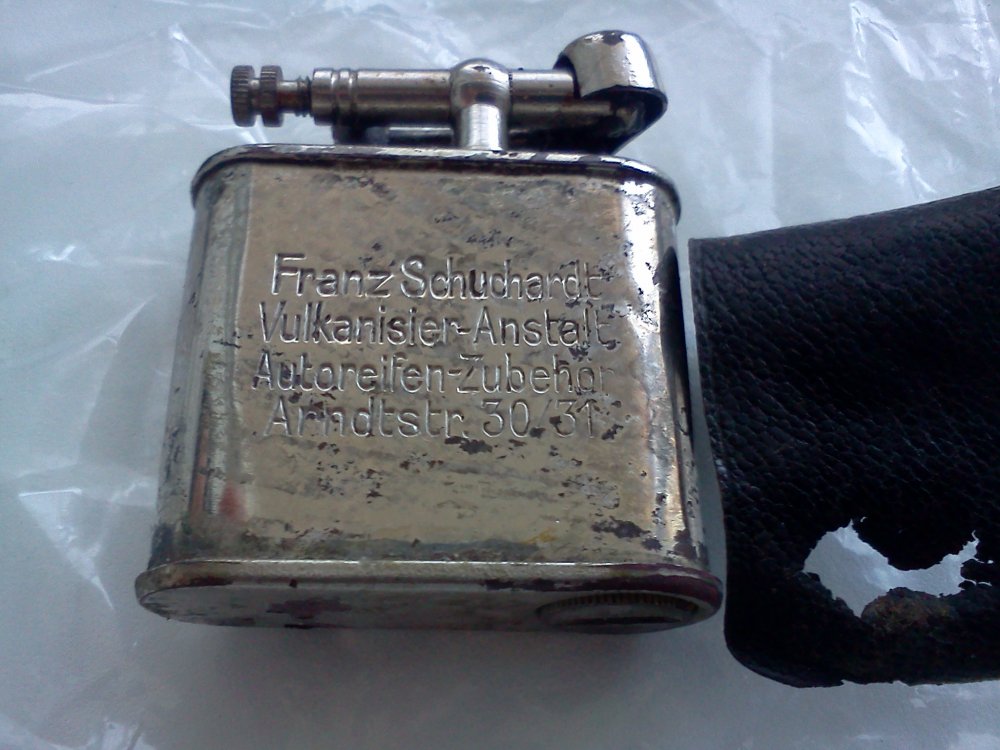 Franz Schuchardt
Vulkanisier-Anstalt
Autoreifen-Zubehör
Arndtstr. 30/31